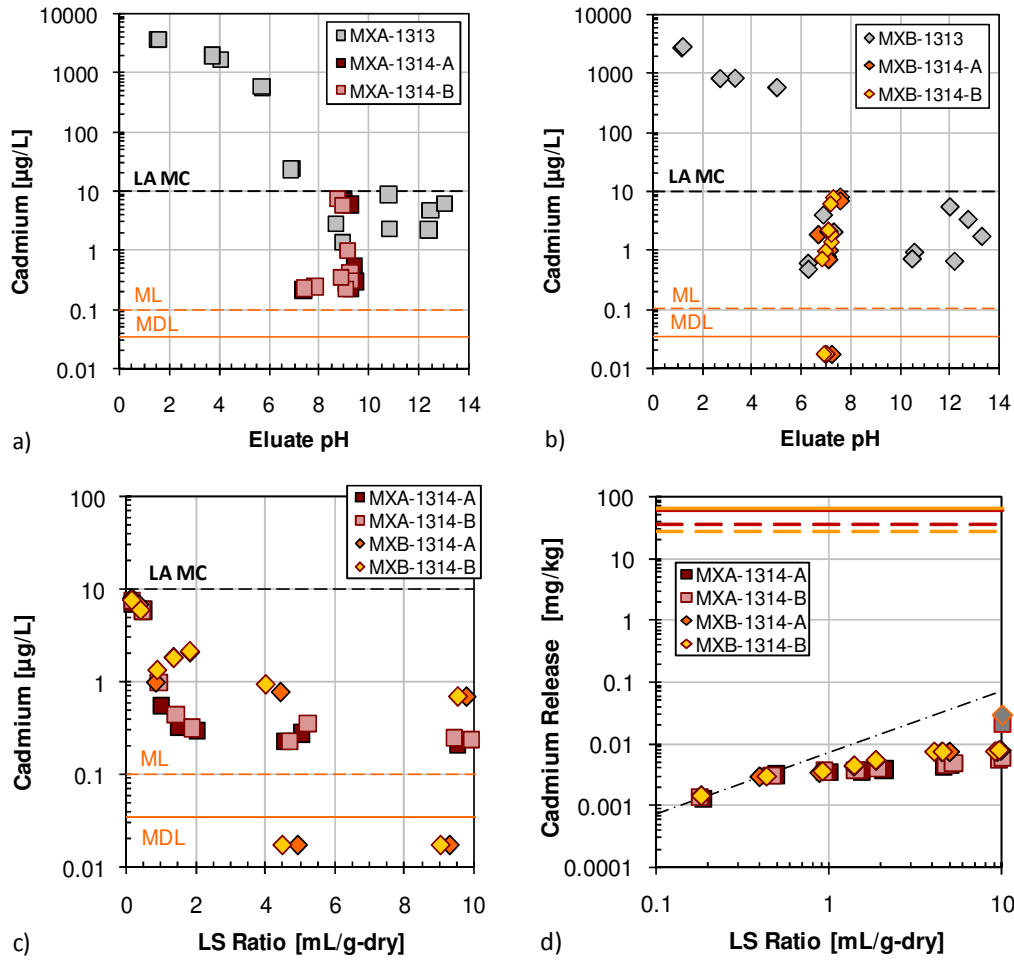 10000
1000
100
10
1
0.1
0.01
Cadmium [µg/L]
MXA-1313
MXA-1314-A
MXA-1314-B
LA MC
ML
MDL
0 2 4 6 8 10 12 14
Eluate pH
a)
10000
1000
100
10
1
0.1
0.01
Cadmium [µg/L]
MXB-1313
MXB-1314-A
MXB-1314-B
LA MC
ML
MDL
0 2 4 6 8 10 12 14
Eluate pH
b)
100
10
1
0.1
0.01
Cadmium [µg/L]
MXA-1314-A
MXA-1314-B
MXB-1314-A
MXB-1314-B
LA MC
ML
MDL
0 2 4 6 8 10
LS Ratio [mL/g-dry]
c)
100
10
1
0.1
0.01
0.001
0.0001
Cadmium Release [mg/kg]
MXA-1314-A
MXA-1314-B
MXB-1314-A
MXB-1314-B
0.1 1 10
LS Ratio [mL/g-dry]
d)